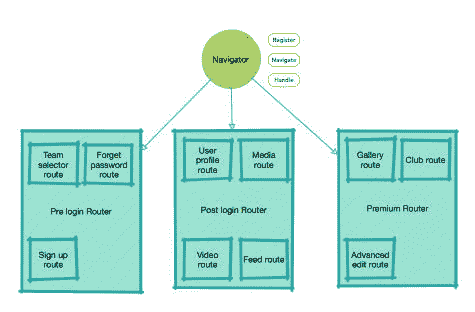 Register
Navigator
Navigate
Handle
Team
selector
route
Forget
password
route
Pre login Router
Sign up
route
User
profile
route
Media
route
Post login Router
Video
route
Feed route
Gallery
route
Club route
Premium Router
Advanced
edit route